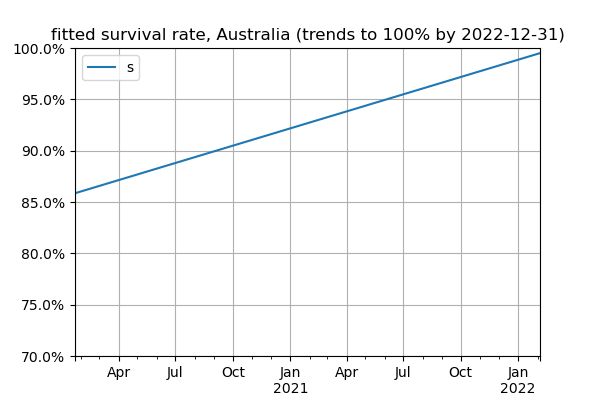 fitted survival rate, Australia (trends to 100% by 2022-12-31)
100.0%
s
95.0%
90.0%
85.0%
80.0%
75.0%
70.0%
Apr Jul Oct Jan Apr Jul Oct Jan
2021 2022